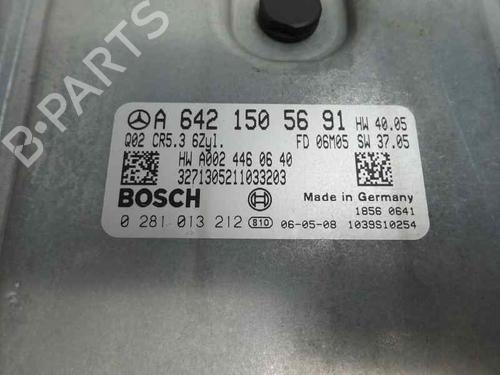 A 642 150 56 91 HW 40.05
Q02 CR5.3 6Zyl. FD 06M05 SW 37.05
HW A002 446 06 40
3271305211033203
BOSCH
Made in Germany
1856 0641
0 281 013 212 810 06-05-08 1039S10254
B-PARTS